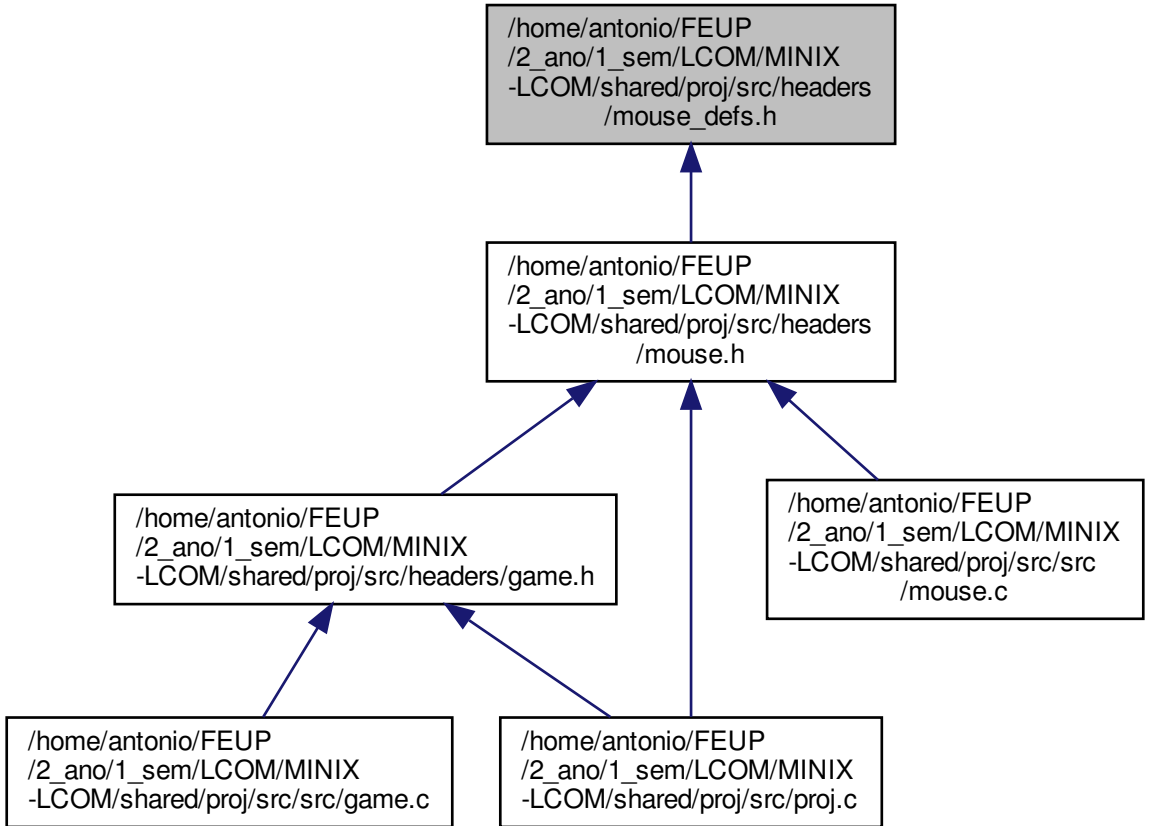 /home/antonio/FEUP
/2_ano/1_sem/LCOM/MINIX
-LCOM/shared/proj/src/headers
/mouse_defs.h
/home/antonio/FEUP
/2_ano/1_sem/LCOM/MINIX
-LCOM/shared/proj/src/headers
/mouse.h
/home/antonio/FEUP
/2_ano/1_sem/LCOM/MINIX
-LCOM/shared/proj/src/headers/game.h
/home/antonio/FEUP
/2_ano/1_sem/LCOM/MINIX
-LCOM/shared/proj/src/src
/mouse.c
/home/antonio/FEUP
/2_ano/1_sem/LCOM/MINIX
-LCOM/shared/proj/src/src/game.c
/home/antonio/FEUP
/2_ano/1_sem/LCOM/MINIX
-LCOM/shared/proj/src/proj.c